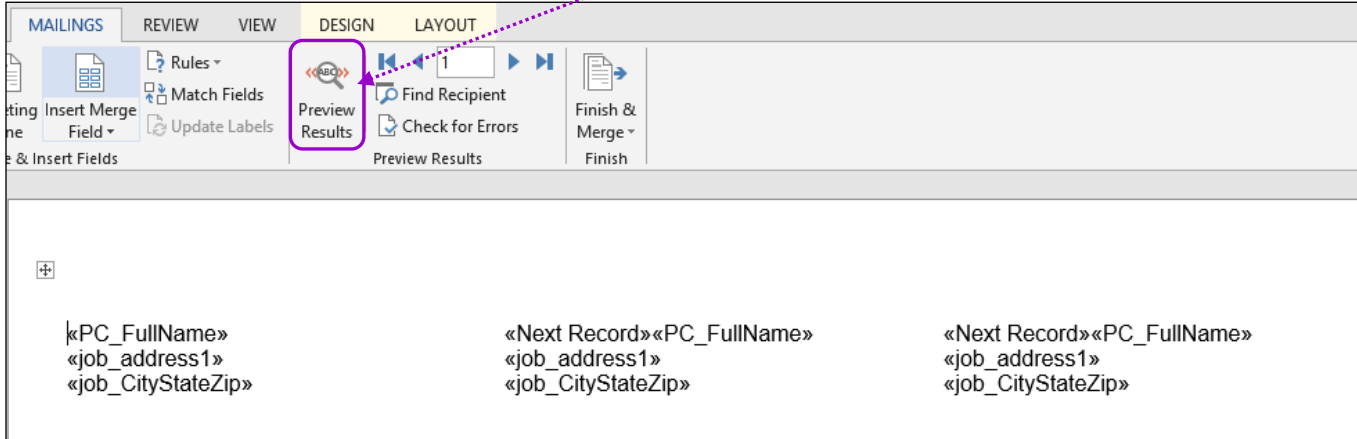 MAILINGS REVIEW VIEW DESIGN LAYOUT
Rules
Match Fields
Update Labels
Insert Merge
Field
«ABC»
Preview
Results
1
Find Recipient
Check for Errors
Finish &
Merge
& Insert Fields Preview Results Finish
«PC_FullName» «Next Record»«PC_FullName» «Next Record»«PC_FullName»
«job_address1» «job_address1» «job_address1»
«job_CityStateZip» «job_CityStateZip» «job_CityStateZip»